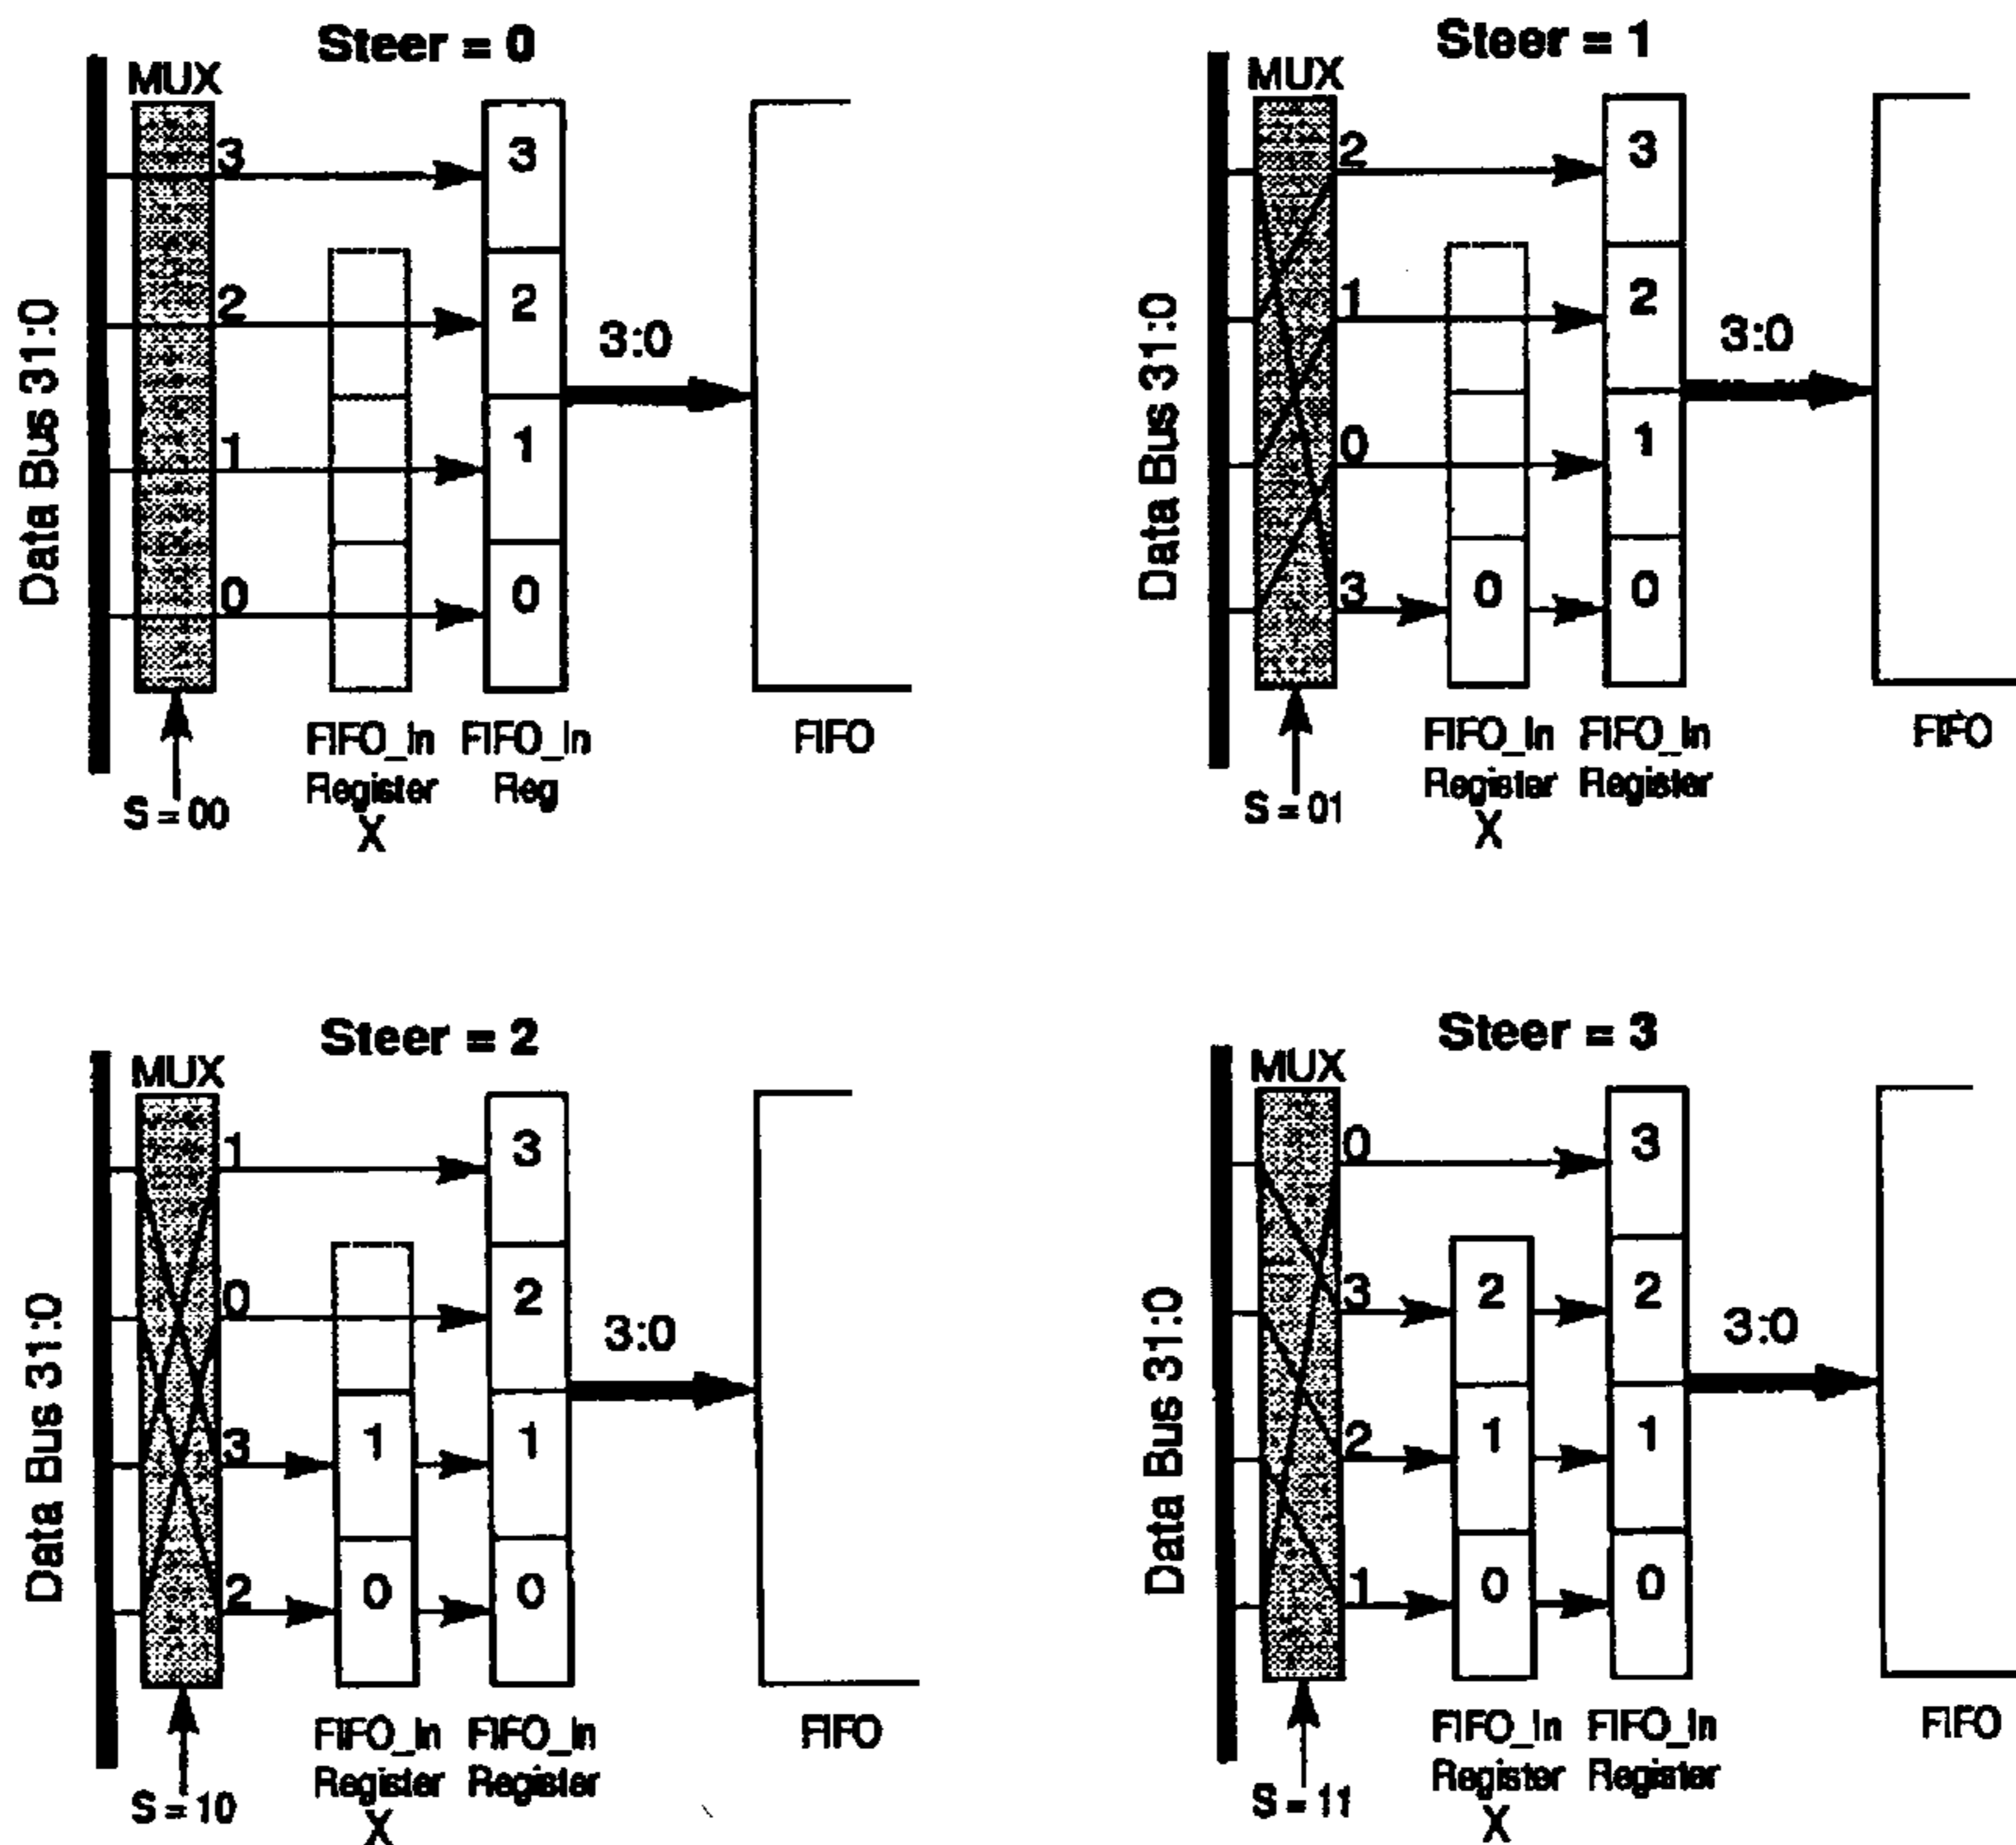 Steer = 0
MUX
3
3
2
2
Data Bus 31:0
3:0
1
1
0
0
FIFO_In
Register
X
FIFO_In
Reg
FIFO
S = 00
Steer = 1
MUX
2
3
1
2
Data Bus 31:0
3:0
0
1
3
0
0
FIFO_In
Register
X
FIFO_In
Register
FIFO
S = 01
Steer = 2
MUX
1
3
0
2
Data Bus 31:0
3:0
3
1
1
2
0
0
FIFO_In
Register
X
FIFO_In
Register
FIFO
S = 10
Steer = 3
MUX
0
3
3
2
2
Data Bus 31:0
3:0
2
1
1
1
0
0
FIFO_In
Register
X
FIFO_In
Register
FIFO
S = 11